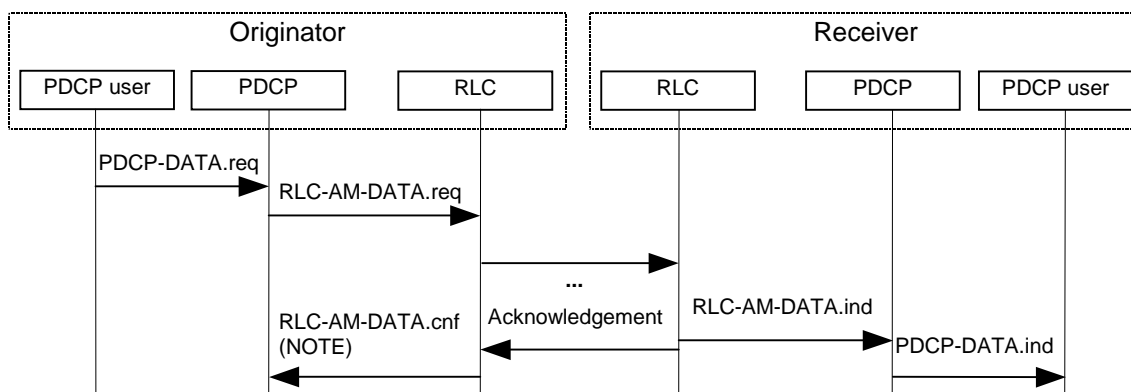 Originator
Receiver
PDCP user
PDCP
RLC
RLC
PDCP
PDCP user
PDCP-DATA.req
RLC-AM-DATA.req
...
RLC-AM-DATA.cnf
(NOTE)
Acknowledgement
RLC-AM-DATA.ind
PDCP-DATA.ind